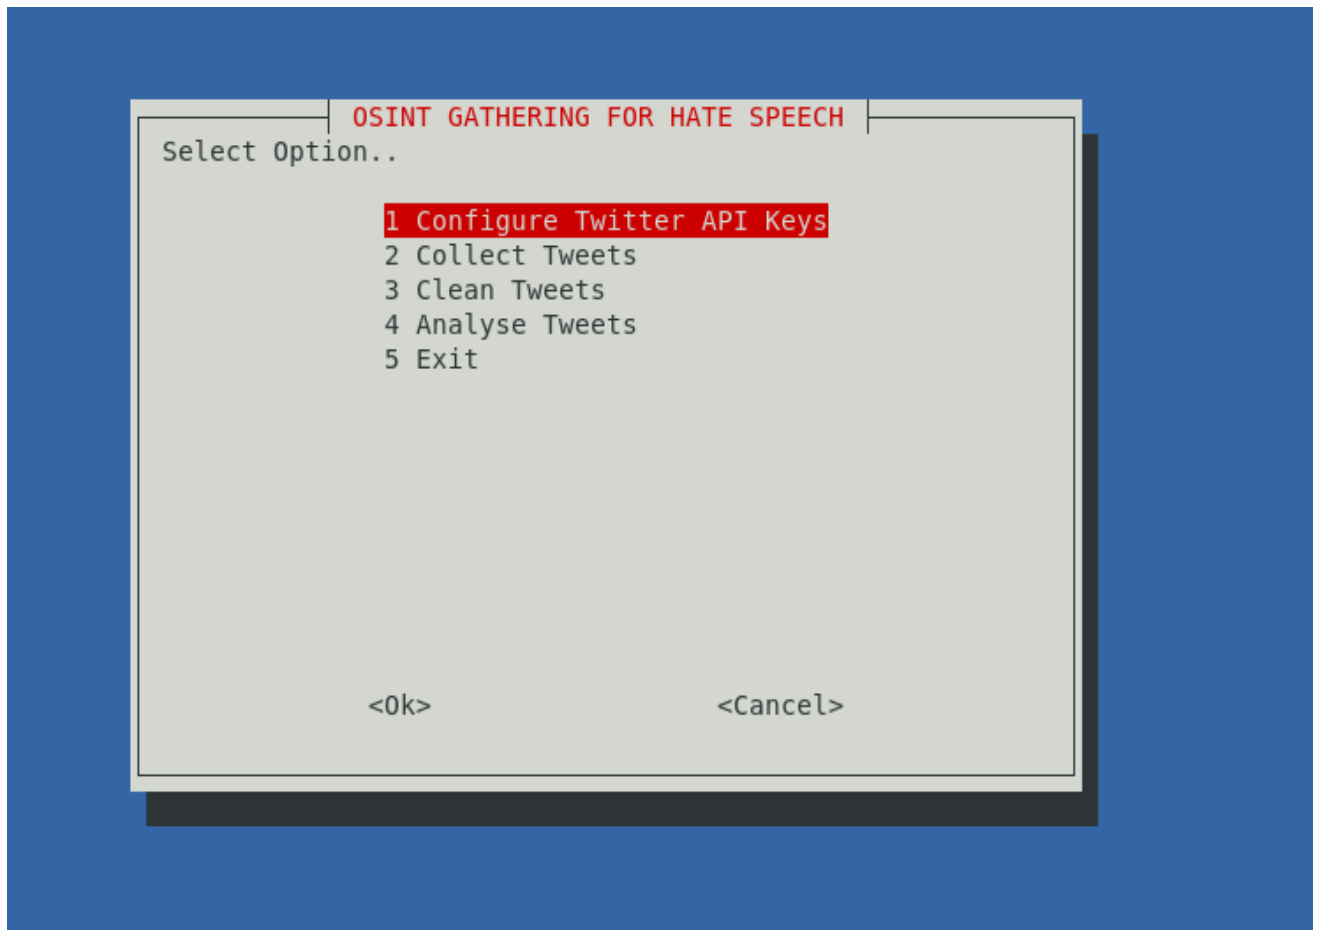 OSINT GATHERING FOR HATE SPEECH
Select Option..
1 Configure Twitter API Keys
2 Collect Tweets
3 Clean Tweets
4 Analyse Tweets
5 Exit
<Ok> <Cancel>